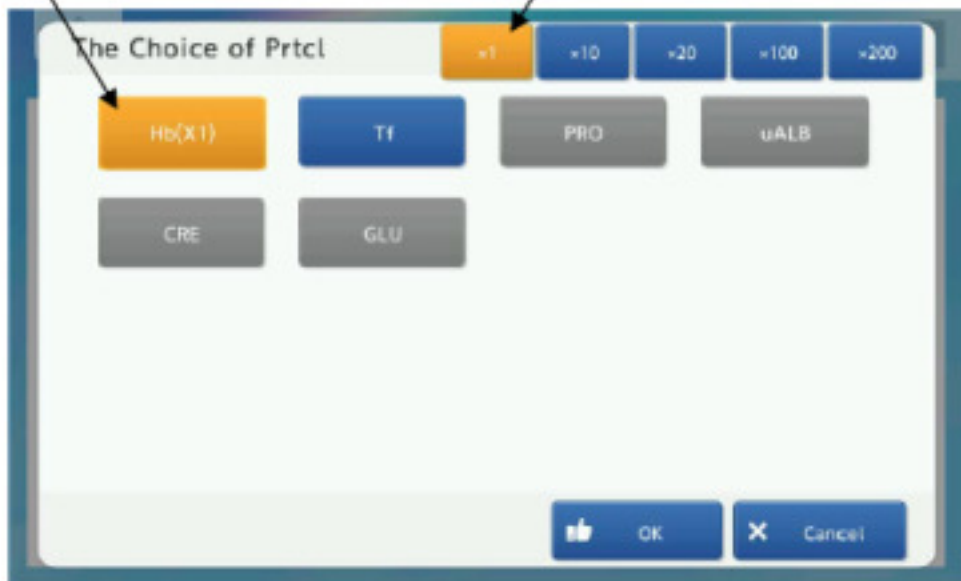 The Choice of Prtcl ×1 ×10 ×20 ×100 ×200
Hb(X1) Tf PRO uALB
CRE GLU
OK Cancel